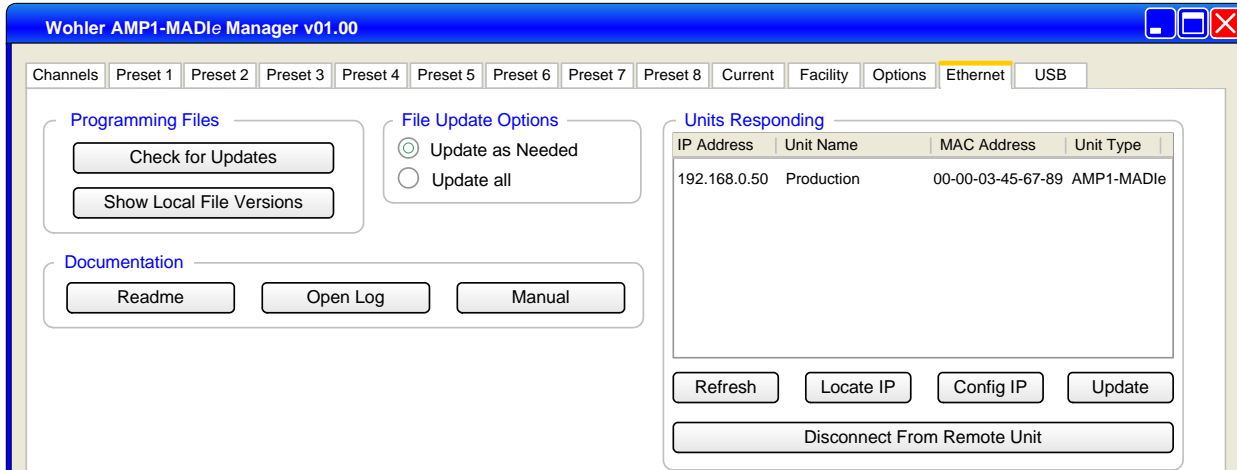 Wohler AMP1-MADIe Manager v01.00
Channels Preset 1 Preset 2 Preset 3 Preset 4 Preset 5 Preset 6 Preset 7 Preset 8 Current Facility Options Ethernet USB
Programming Files
Check for Updates
Show Local File Versions
File Update Options
Update as Needed
Update all
Documentation
Readme Open Log Manual
Units Responding
IP Address Unit Name MAC Address Unit Type
192.168.0.50 Production 00-00-03-45-67-89 AMP1-MADIe
Refresh Locate IP Config IP Update
Disconnect From Remote Unit